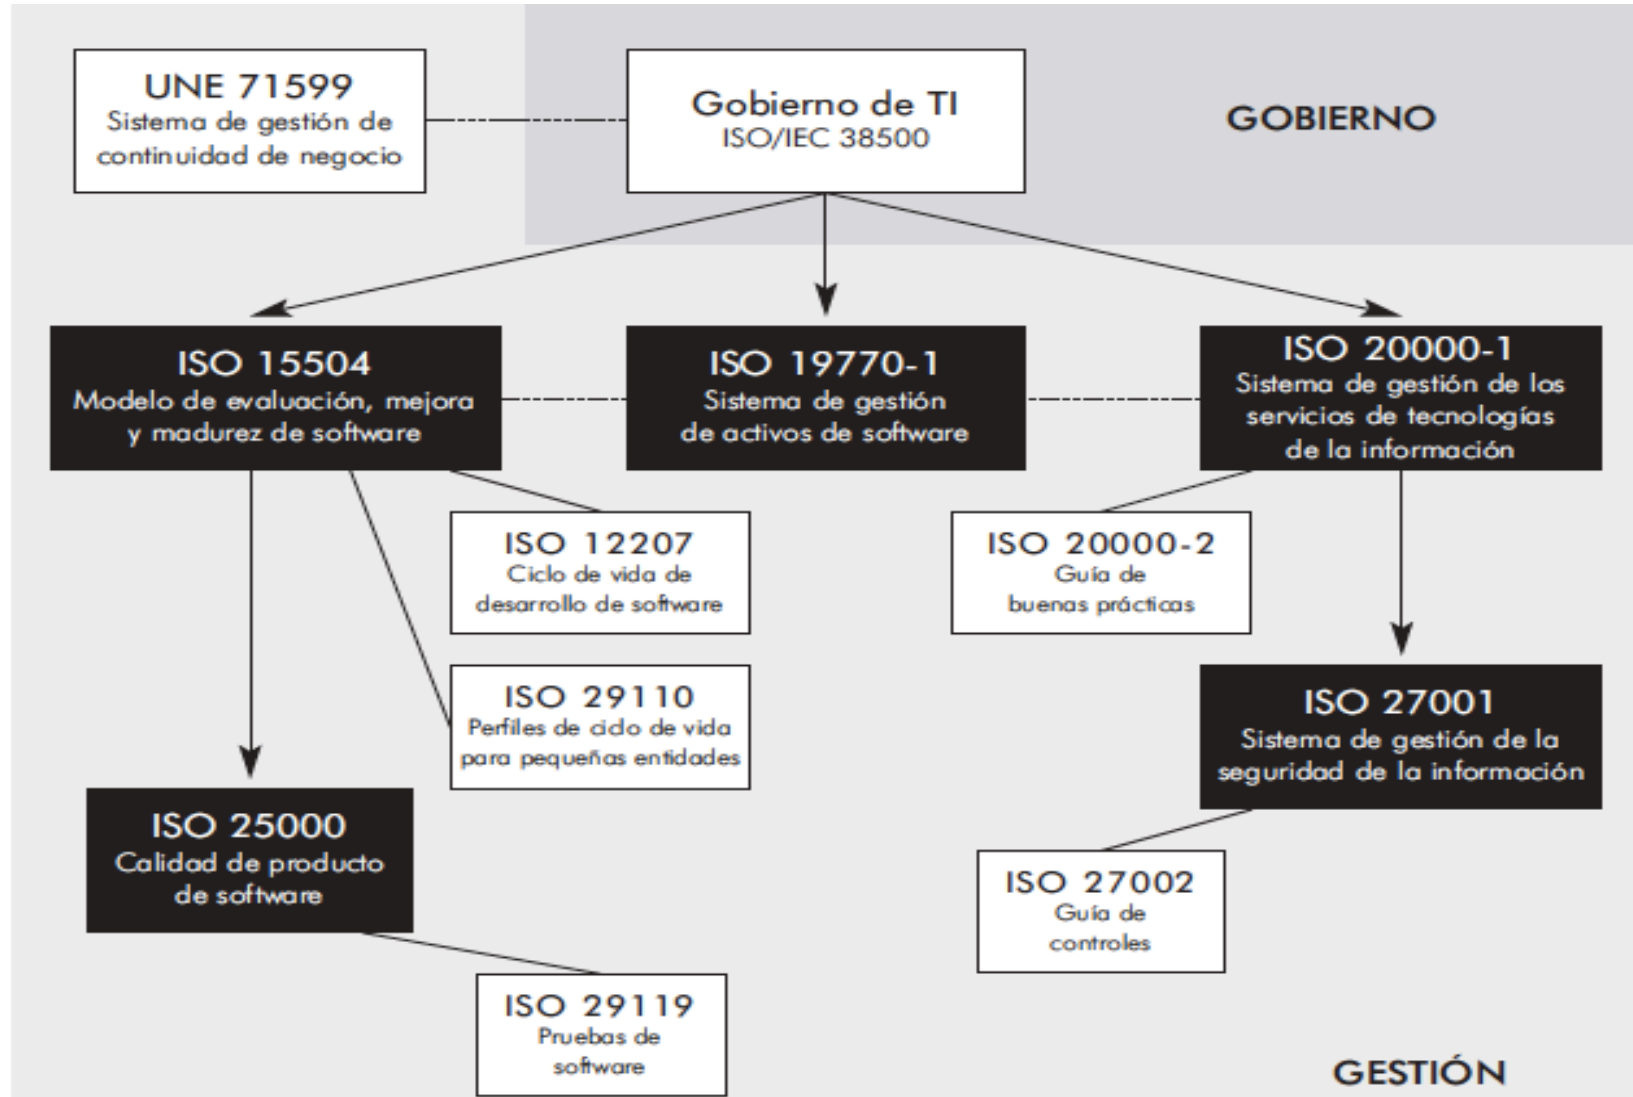 UNE 71599
Sistema de gestión de
continuidad de negocio
Gobierno de TI
ISO/IEC 38500
GOBIERNO
ISO 15504
Modelo de evaluación, mejora
y madurez de software
ISO 19770-1
Sistema de gestión
de activos de software
ISO 20000-1
Sistema de gestión de los
servicios de tecnologías
de la información
ISO 12207
Ciclo de vida de
desarrollo de software
ISO 20000-2
Guía de
buenas prácticas
ISO 29110
Perfiles de ciclo de vida
para pequeñas entidades
ISO 27001
Sistema de gestión de la
seguridad de la información
ISO 25000
Calidad de producto
de software
ISO 27002
Guía de
controles
ISO 29119
Pruebas de
software
GESTIÓN